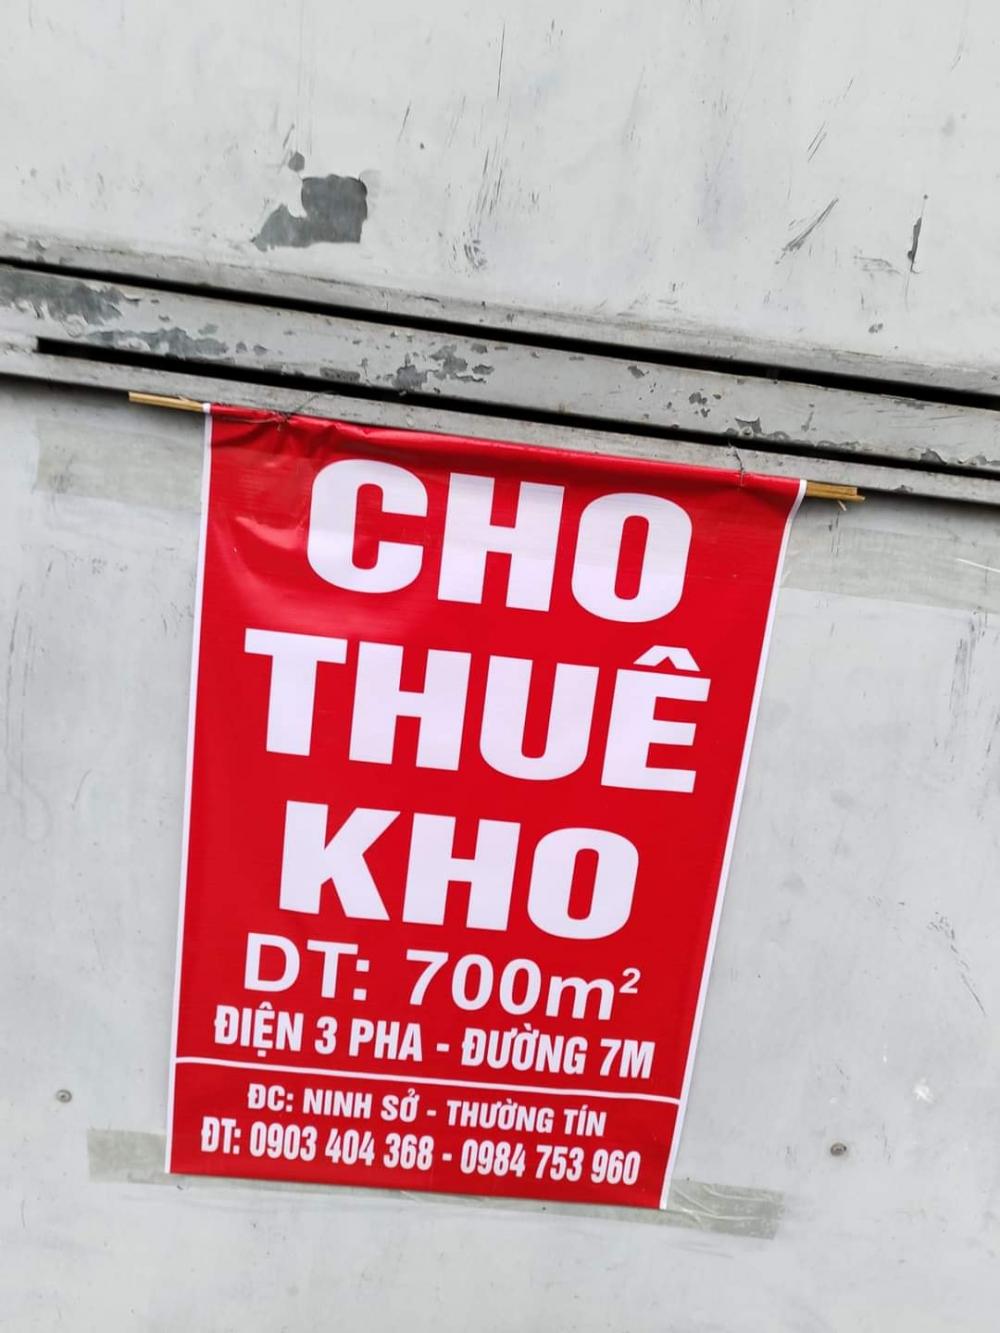 CHO
THUÊ
KHO
DT: 700m²
ĐIỆN 3 PHA - ĐƯỜNG 7M
ĐC: NINH SỞ - THƯỜNG TÍN
ĐT: 0903 404 368 - 0984 753 960